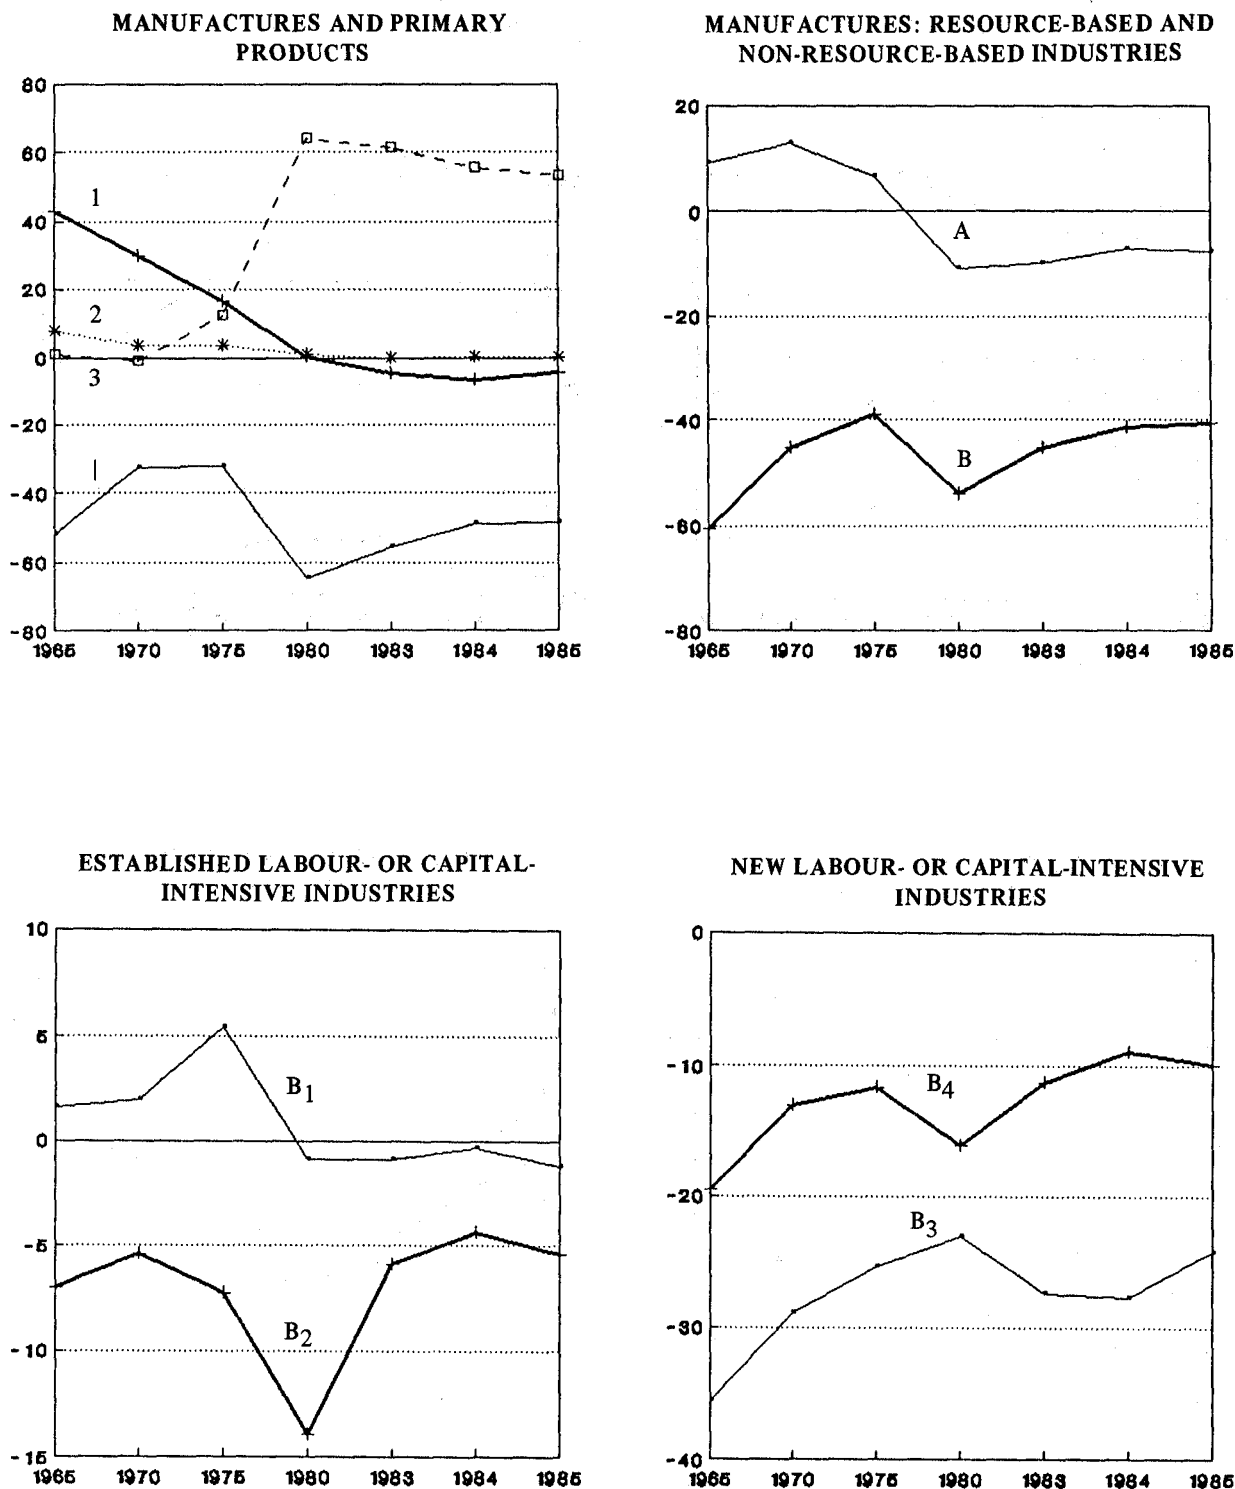 MANUFACTURES AND PRIMARY
PRODUCTS
80
60
40
20
0
-20
-40
-60
-80
1
2
3
I
1965 1970 1975 1980 1983 1984 1985
MANUFACTURES: RESOURCE-BASED AND
NON-RESOURCE-BASED INDUSTRIES
20
0
-20
-40
-60
-80
A
B
1965 1970 1975 1980 1983 1984 1985
ESTABLISHED LABOUR- OR CAPITAL-
INTENSIVE INDUSTRIES
10
5
0
-5
-10
-15
B1
B2
1965 1970 1975 1980 1983 1984 1985
NEW LABOUR- OR CAPITAL-INTENSIVE
INDUSTRIES
0
-10
-20
-30
-40
B4
B3
1965 1970 1975 1980 1983 1984 1985